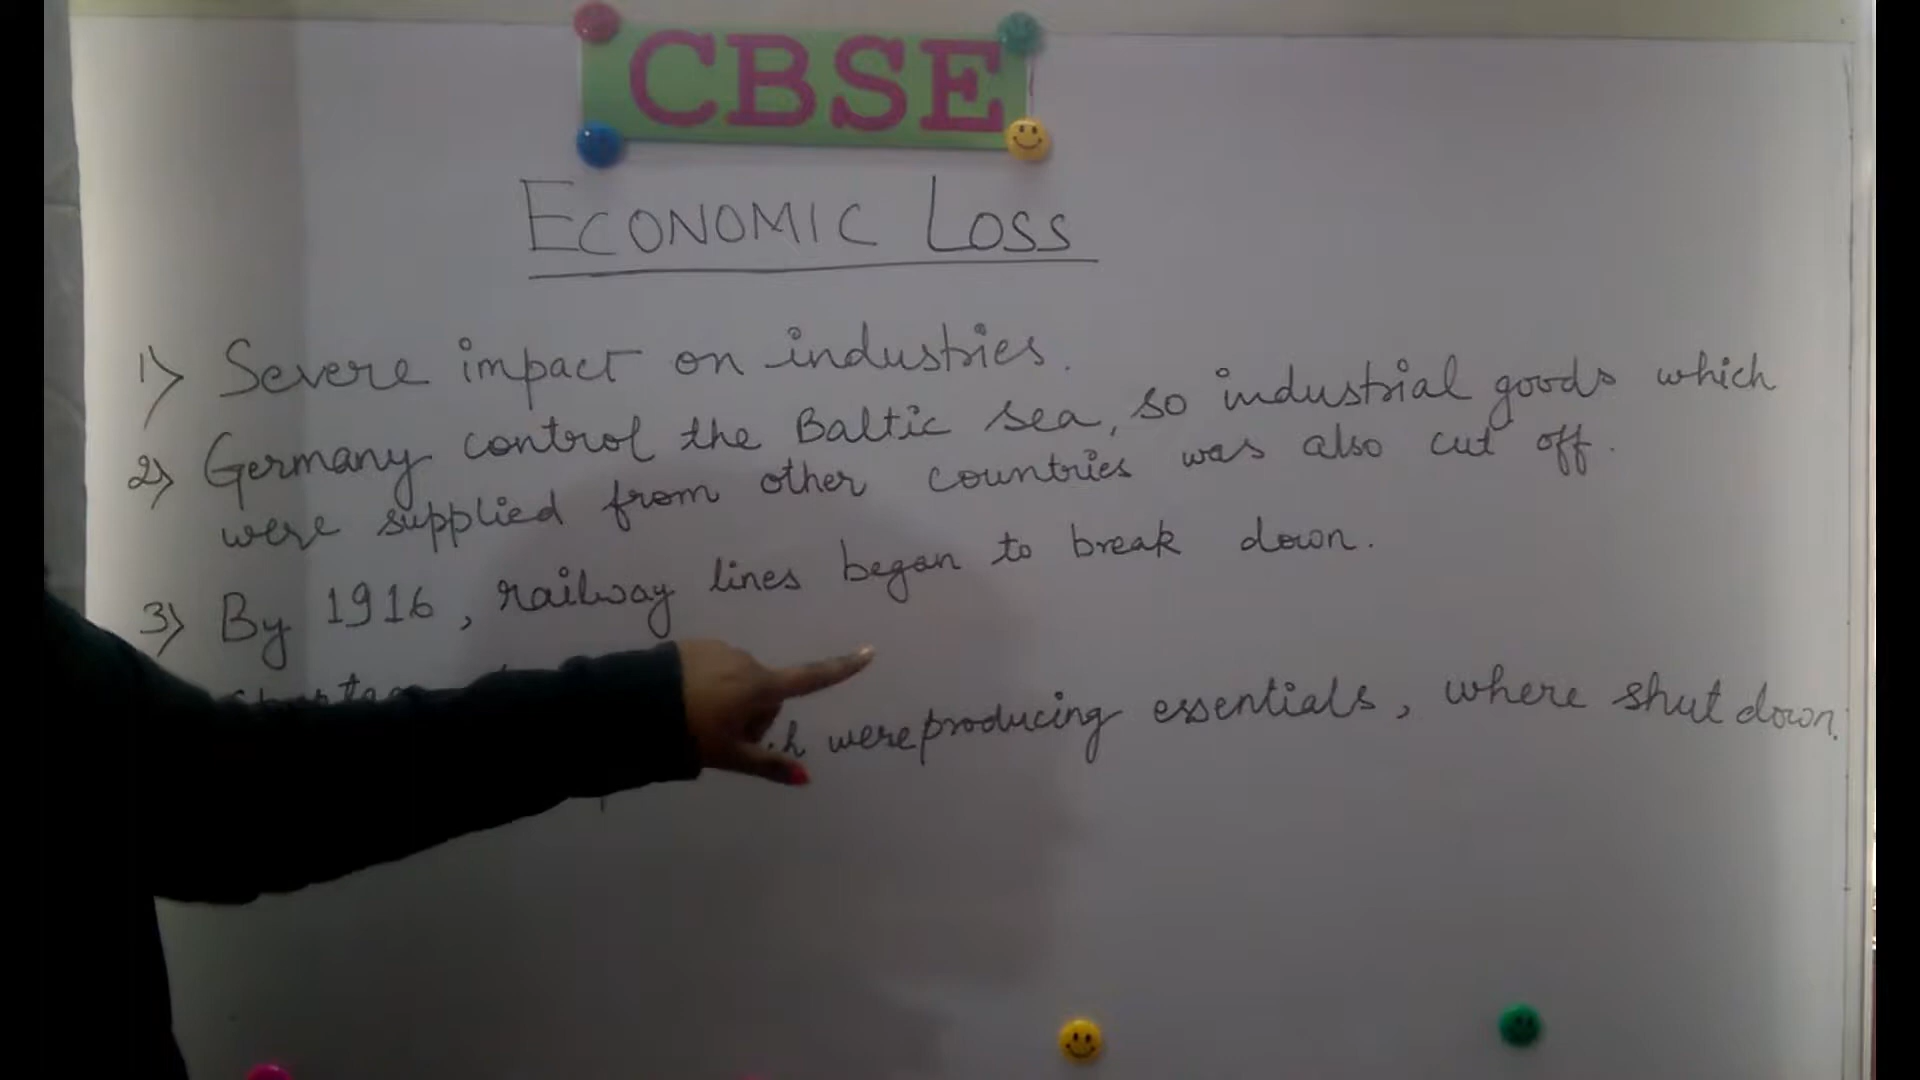 CBSE
ECONOMIC LOSS
1) Severe impact on industries.
2) Germany control the Baltic sea, so industrial goods which
were supplied from other countries was also cut off.
3) By 1916, railway lines began to break down.
were producing essentials, where shut down.